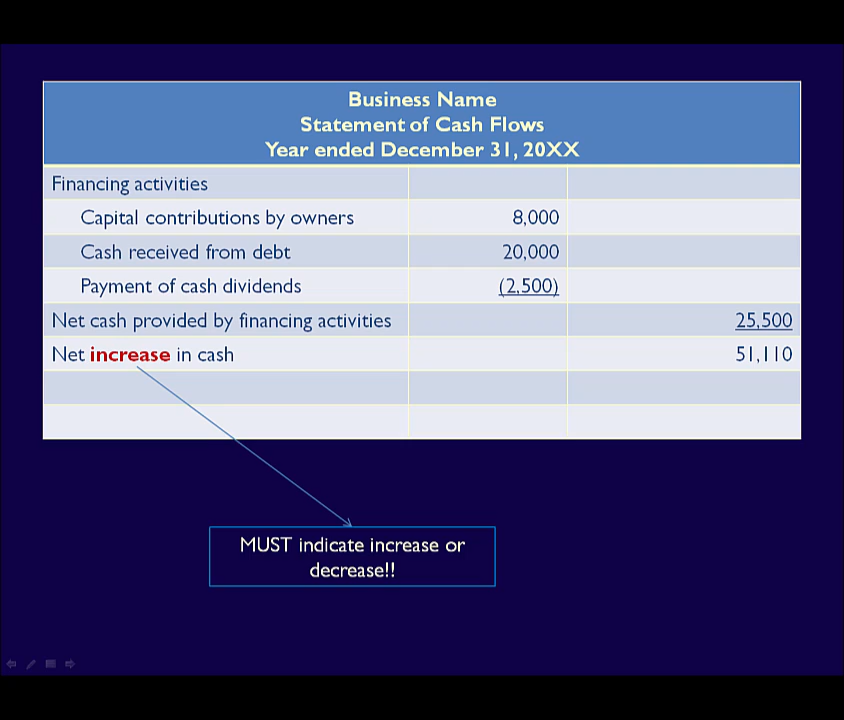 Business Name
Statement of Cash Flows
Year ended December 31, 20XX
Financing activities
Capital contributions by owners 8,000
Cash received from debt 20,000
Payment of cash dividends (2,500)
Net cash provided by financing activities 25,500
Net increase in cash 51,110
MUST indicate increase or
decrease!!